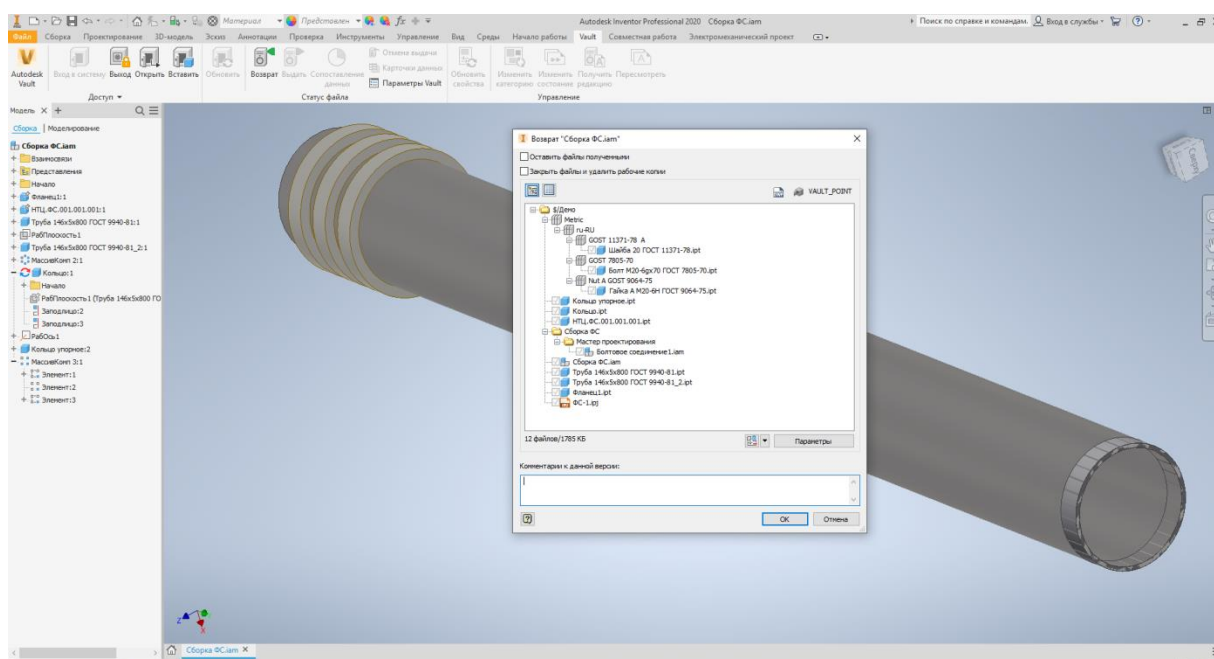 Материал Представлен fx Autodesk Inventor Professional 2020 Сборка ФС.iam Поиск по справке и командам. Вход в службы
Файл Сборка Проектирование 3D-модель Эскиз Аннотации Проверка Инструменты Управление Вид Среды Начало работы Vault Совместная работа Электромеханический проект
Autodesk Vault Вход в систему Выход Открыть Вставить Обновить Возврат Выдать Сопоставление данных
Отмена выдачи
Карточки данных
Параметры Vault
Обновить свойства Изменить категорию Изменить состояние Получить редакцию Пересмотреть
Доступ Статус файла Управление
Модель
Сборка | Моделирование
Сборка ФС.iam
Взаимосвязи
Представления
Начало
Фланец1:1
НТЦ.ФС.001.001.001:1
Труба 146x5x800 ГОСТ 9940-81:1
РабПлоскость1
Труба 146x5x800 ГОСТ 9940-81_2:1
МассивКомп 2:1
Кольцо:1
Начало
РабПлоскость1 (Труба 146x5x800 ГО
Заподлицо:2
Заподлицо:3
РабОсь1
Кольцо упорное:2
МассивКомп 3:1
Элемент:1
Элемент:2
Элемент:3
Возврат "Сборка ФС.iam"
Оставить файлы полученными
Закрыть файлы и удалить рабочие копии
VAULT_POINT
$/Демо
Metric
ru-RU
GOST 11371-78 A
Шайба 20 ГОСТ 11371-78.ipt
GOST 7805-70
Болт М20-6gx70 ГОСТ 7805-70.ipt
Nut A GOST 9064-75
Гайка А М20-6Н ГОСТ 9064-75.ipt
Кольцо упорное.ipt
Кольцо.ipt
НТЦ.ФС.001.001.001.ipt
Сборка ФС
Мастер проектирования
Болтовое соединение1.iam
Сборка ФС.iam
Труба 146x5x800 ГОСТ 9940-81.ipt
Труба 146x5x800 ГОСТ 9940-81_2.ipt
Фланец1.ipt
ФС-1.ipj
12 файлов/1785 КБ
Параметры
Комментарии к данной версии:
ОК Отмена
Сверху
Z X
Сборка ФС.iam